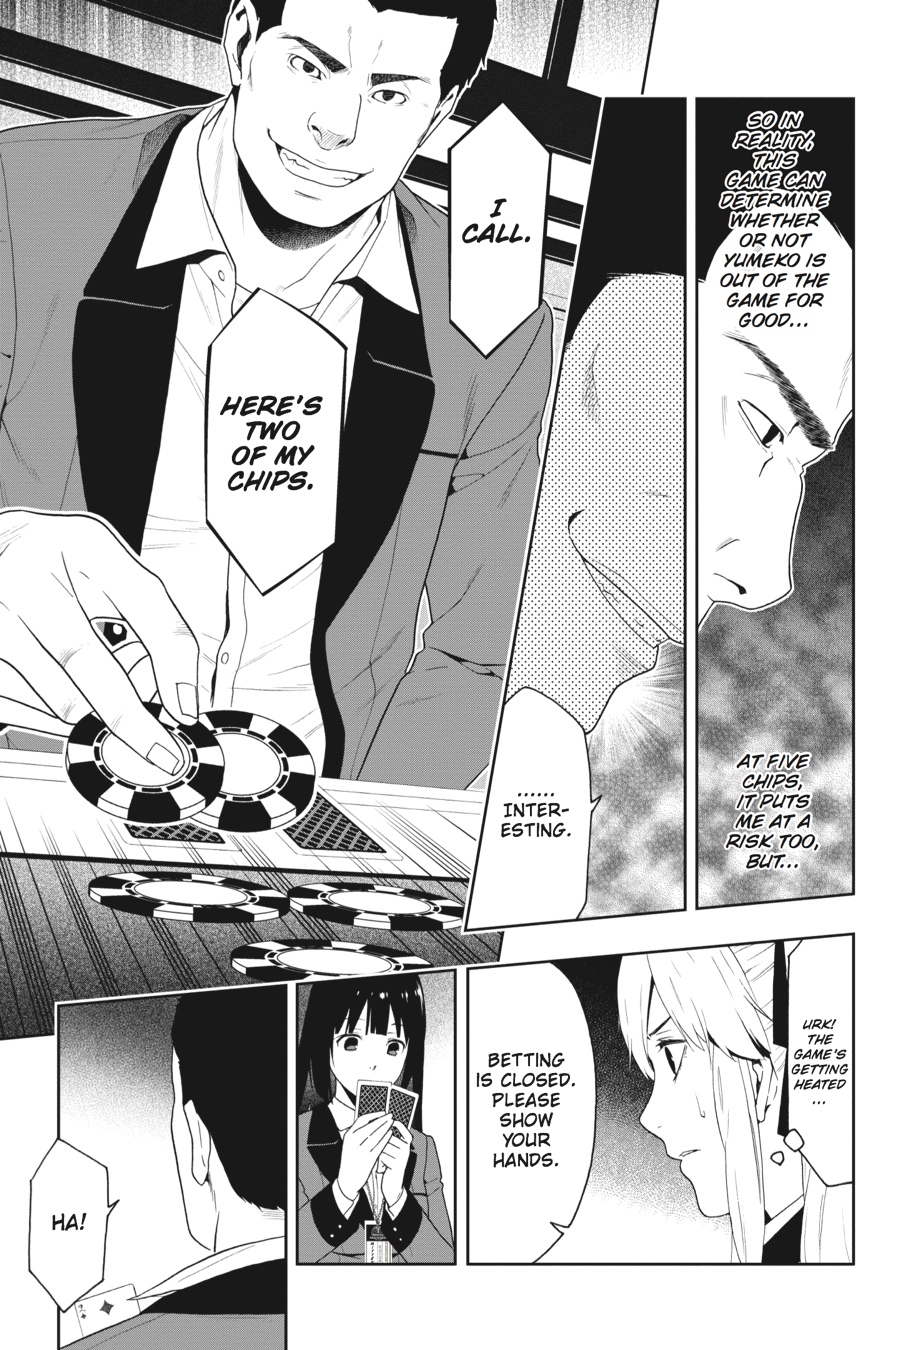 SO IN
REALITY,
THIS
GAME CAN
DETERMINE
WHETHER
OR NOT
YUMEKO IS
OUT OF THE
GAME FOR
GOOD...
AT FIVE
CHIPS,
IT PUTS
ME AT A
RISK TOO,
BUT...
......
INTER-
ESTING.
I
CALL.
HERE'S
TWO
OF MY
CHIPS.
URK!
THE
GAME'S
GETTING
HEATED
...
BETTING
IS CLOSED.
PLEASE
SHOW
YOUR
HANDS.
HA!